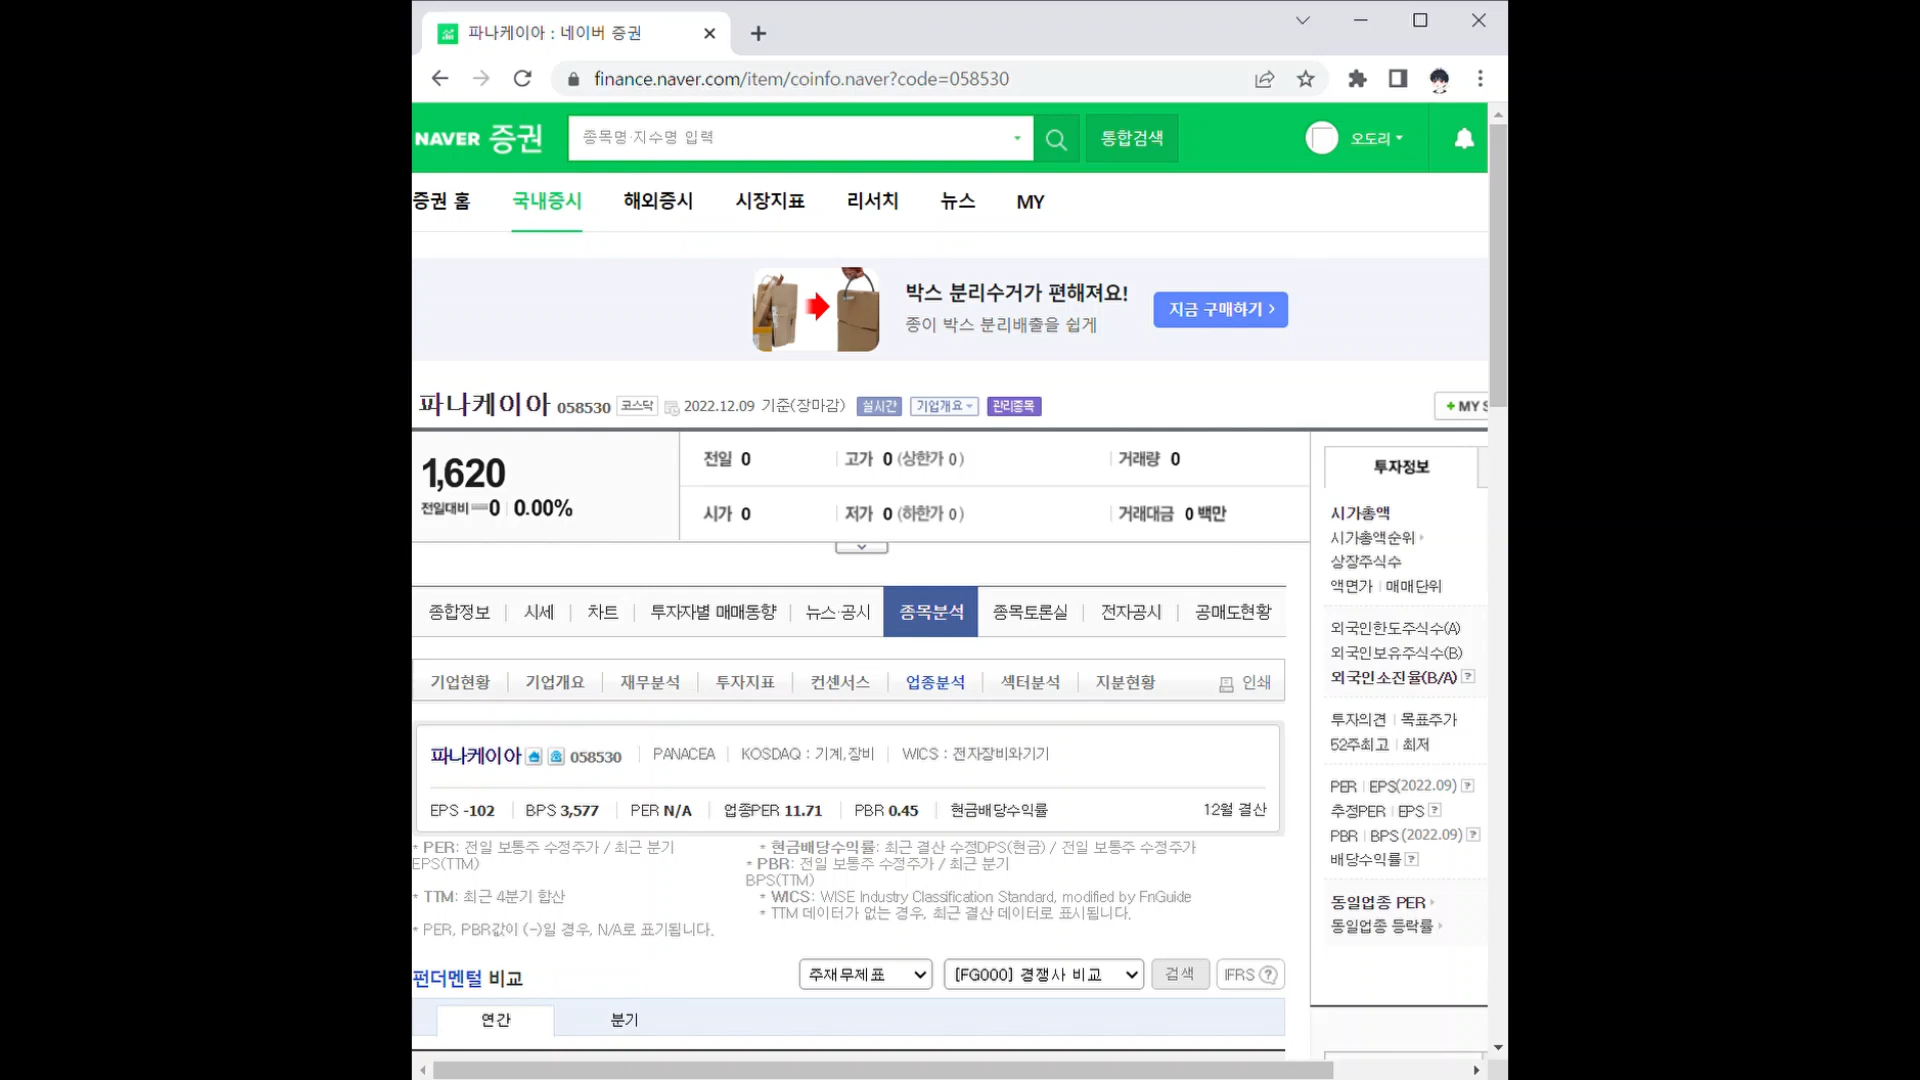 파나케이아 : 네이버 증권
finance.naver.com/item/coinfo.naver?code=058530
NAVER 증권 종목명·지수명 입력 통합검색 오도리
증권 홈 국내증시 해외증시 시장지표 리서치 뉴스 MY
박스 분리수거가 편해져요!
종이 박스 분리배출을 쉽게
지금 구매하기 >
파나케이아 058530 코스닥 2022.12.09 기준(장마감) 실시간 기업개요 관리종목 + MY S
1,620
전일대비 0 0.00%
전일 0 고가 0 (상한가 0) 거래량 0
시가 0 저가 0 (하한가 0) 거래대금 0 백만
종합정보 시세 차트 투자자별 매매동향 뉴스·공시 종목분석 종목토론실 전자공시 공매도현황
기업현황 기업개요 재무분석 투자지표 컨센서스 업종분석 섹터분석 지분현황 인쇄
파나케이아 058530 PANACEA KOSDAQ : 기계,장비 WICS : 전자장비와기기
EPS -102 BPS 3,577 PER N/A 업종PER 11.71 PBR 0.45 현금배당수익률 12월 결산
* PER: 전일 보통주 수정주가 / 최근 분기
EPS(TTM)
* TTM: 최근 4분기 합산
* PER, PBR값이 (-)일 경우, N/A로 표기됩니다.
* 현금배당수익률: 최근 결산 수정DPS(현금) / 전일 보통주 수정주가
* PBR: 전일 보통주 수정주가 / 최근 분기
BPS(TTM)
* WICS: WISE Industry Classification Standard, modified by FnGuide
* TTM 데이터가 없는 경우, 최근 결산 데이터로 표시됩니다.
펀더멘털 비교 주재무제표 [FG000] 경쟁사 비교 검색 IFRS ?
연간 분기
투자정보
시가총액
시가총액순위
상장주식수
액면가 매매단위
외국인한도주식수(A)
외국인보유주식수(B)
외국인소진율(B/A) ?
투자의견 목표주가
52주최고 최저
PER EPS(2022.09) ?
추정PER EPS ?
PBR BPS (2022.09) ?
배당수익률 ?
동일업종 PER
동일업종 등락률